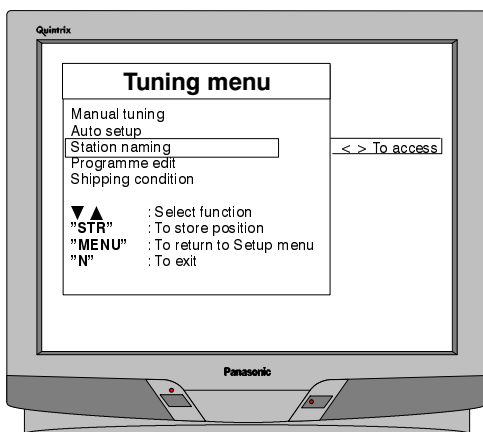 Quintrix
Tuning menu
Manual tuning
Auto setup
Station naming
< > To access
Programme edit
Shipping condition
▼ ▲ : Select function
"STR" : To store position
"MENU" : To return to Setup menu
"N" : To exit
Panasonic